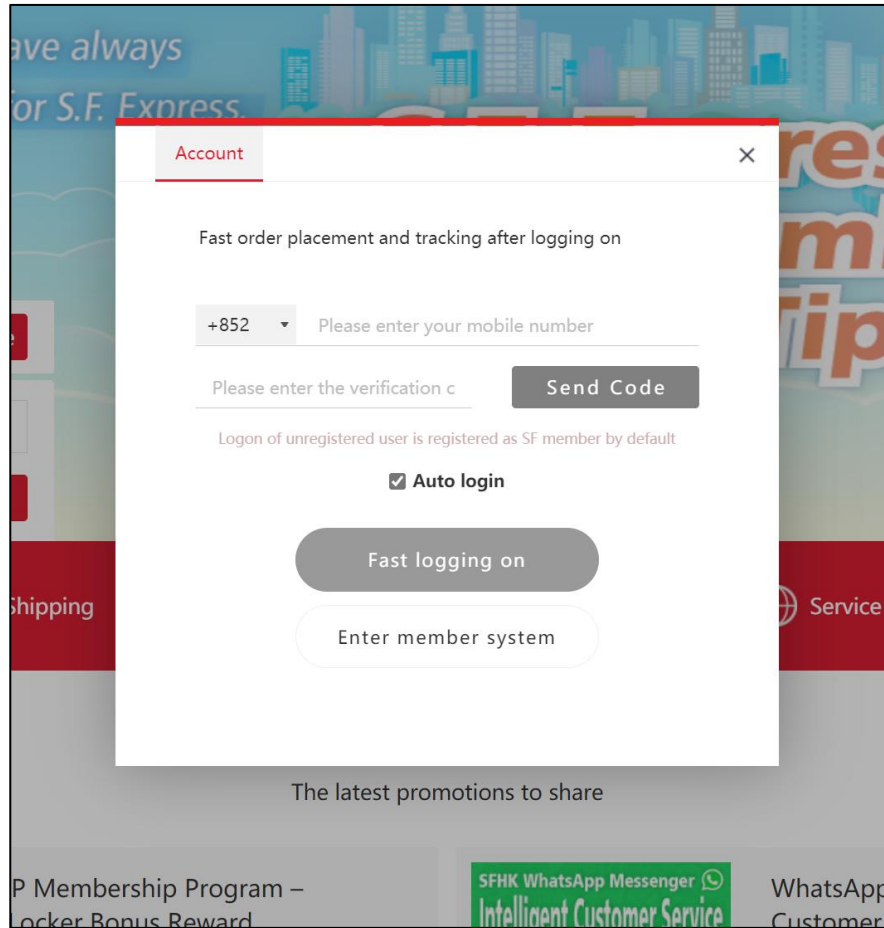 ave always
for S.F. Express.
Account
×
Fast order placement and tracking after logging on
+852
Please enter your mobile number
Please enter the verification c
Send Code
Logon of unregistered user is registered as SF member by default
Auto login
Fast logging on
Enter member system
Shipping
Service
The latest promotions to share
P Membership Program –
Locker Bonus Reward
SFHK WhatsApp Messenger
Intelligent Customer Service
WhatsApp
Customer